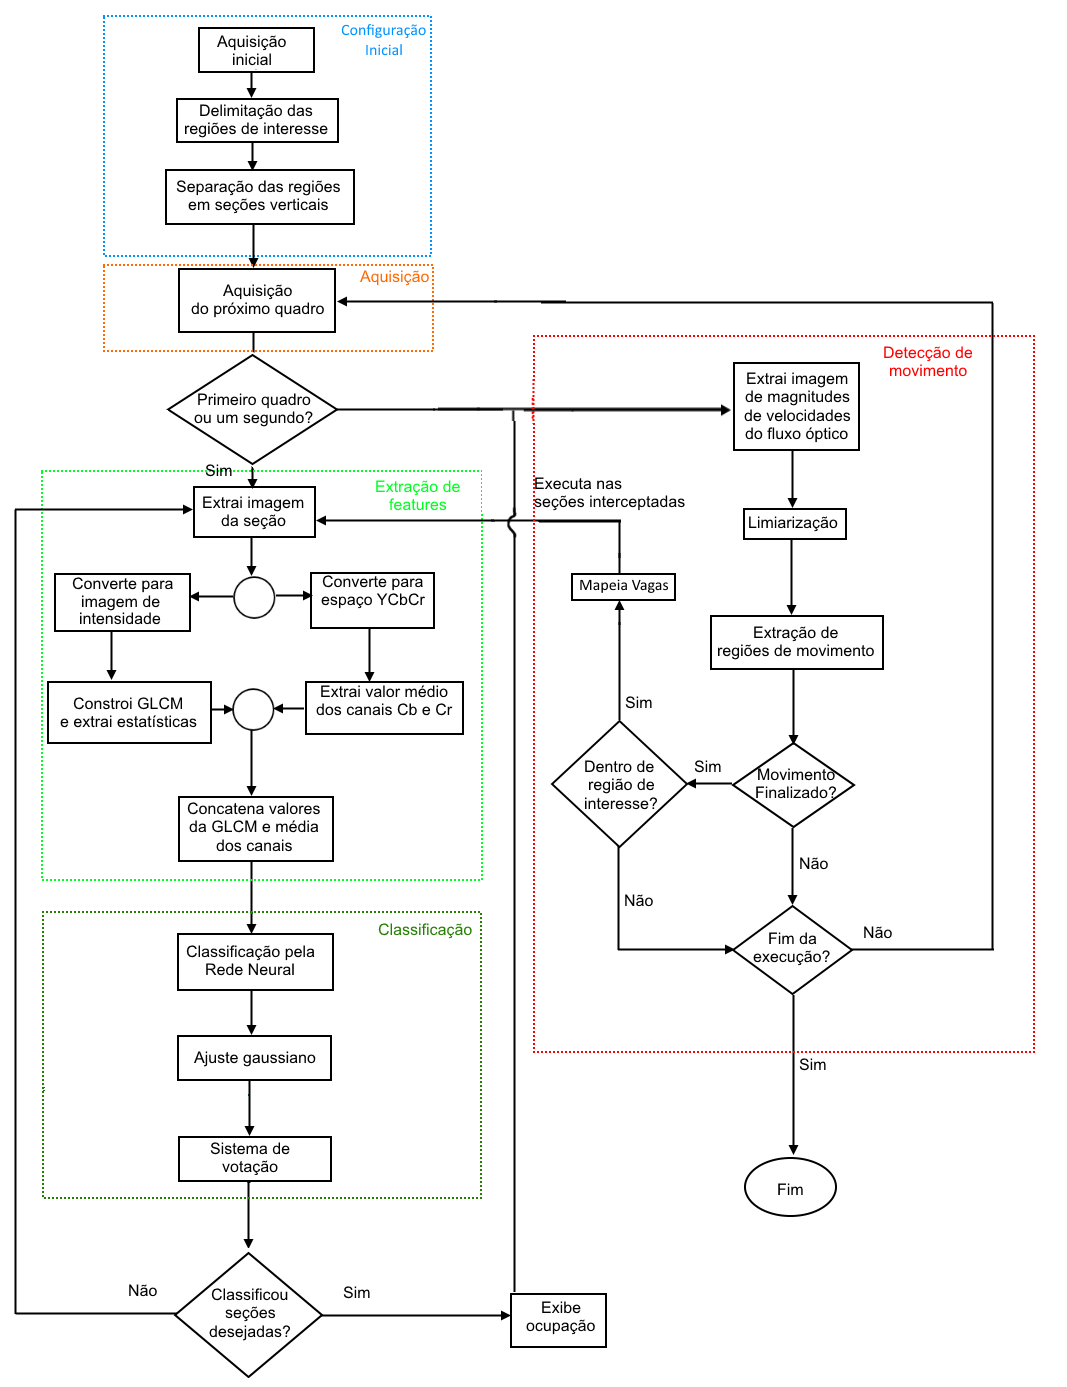 Configuração
Inicial
Aquisição
inicial
Delimitação das
regiões de interesse
Separação das regiões
em seções verticais
Aquisição
Aquisição
do próximo quadro
Primeiro quadro
ou um segundo?
Sim
Extração de
features
Extrai imagem
da seção
Converte para
imagem de
intensidade
Converte para
espaço YCbCr
Constroi GLCM
e extrai estatísticas
Extrai valor médio
dos canais Cb e Cr
Concatena valores
da GLCM e média
dos canais
Classificação
Classificação pela
Rede Neural
Ajuste gaussiano
Sistema de
votação
Classificou
seções
desejadas?
Não
Sim
Exibe
ocupação
Detecção de
movimento
Extrai imagem
de magnitudes
de velocidades
do fluxo óptico
Limiarização
Extração de
regiões de movimento
Movimento
Finalizado?
Sim
Não
Dentro de
região de
interesse?
Sim
Não
Mapeia Vagas
Executa nas
seções interceptadas
Fim da
execução?
Não
Sim
Fim